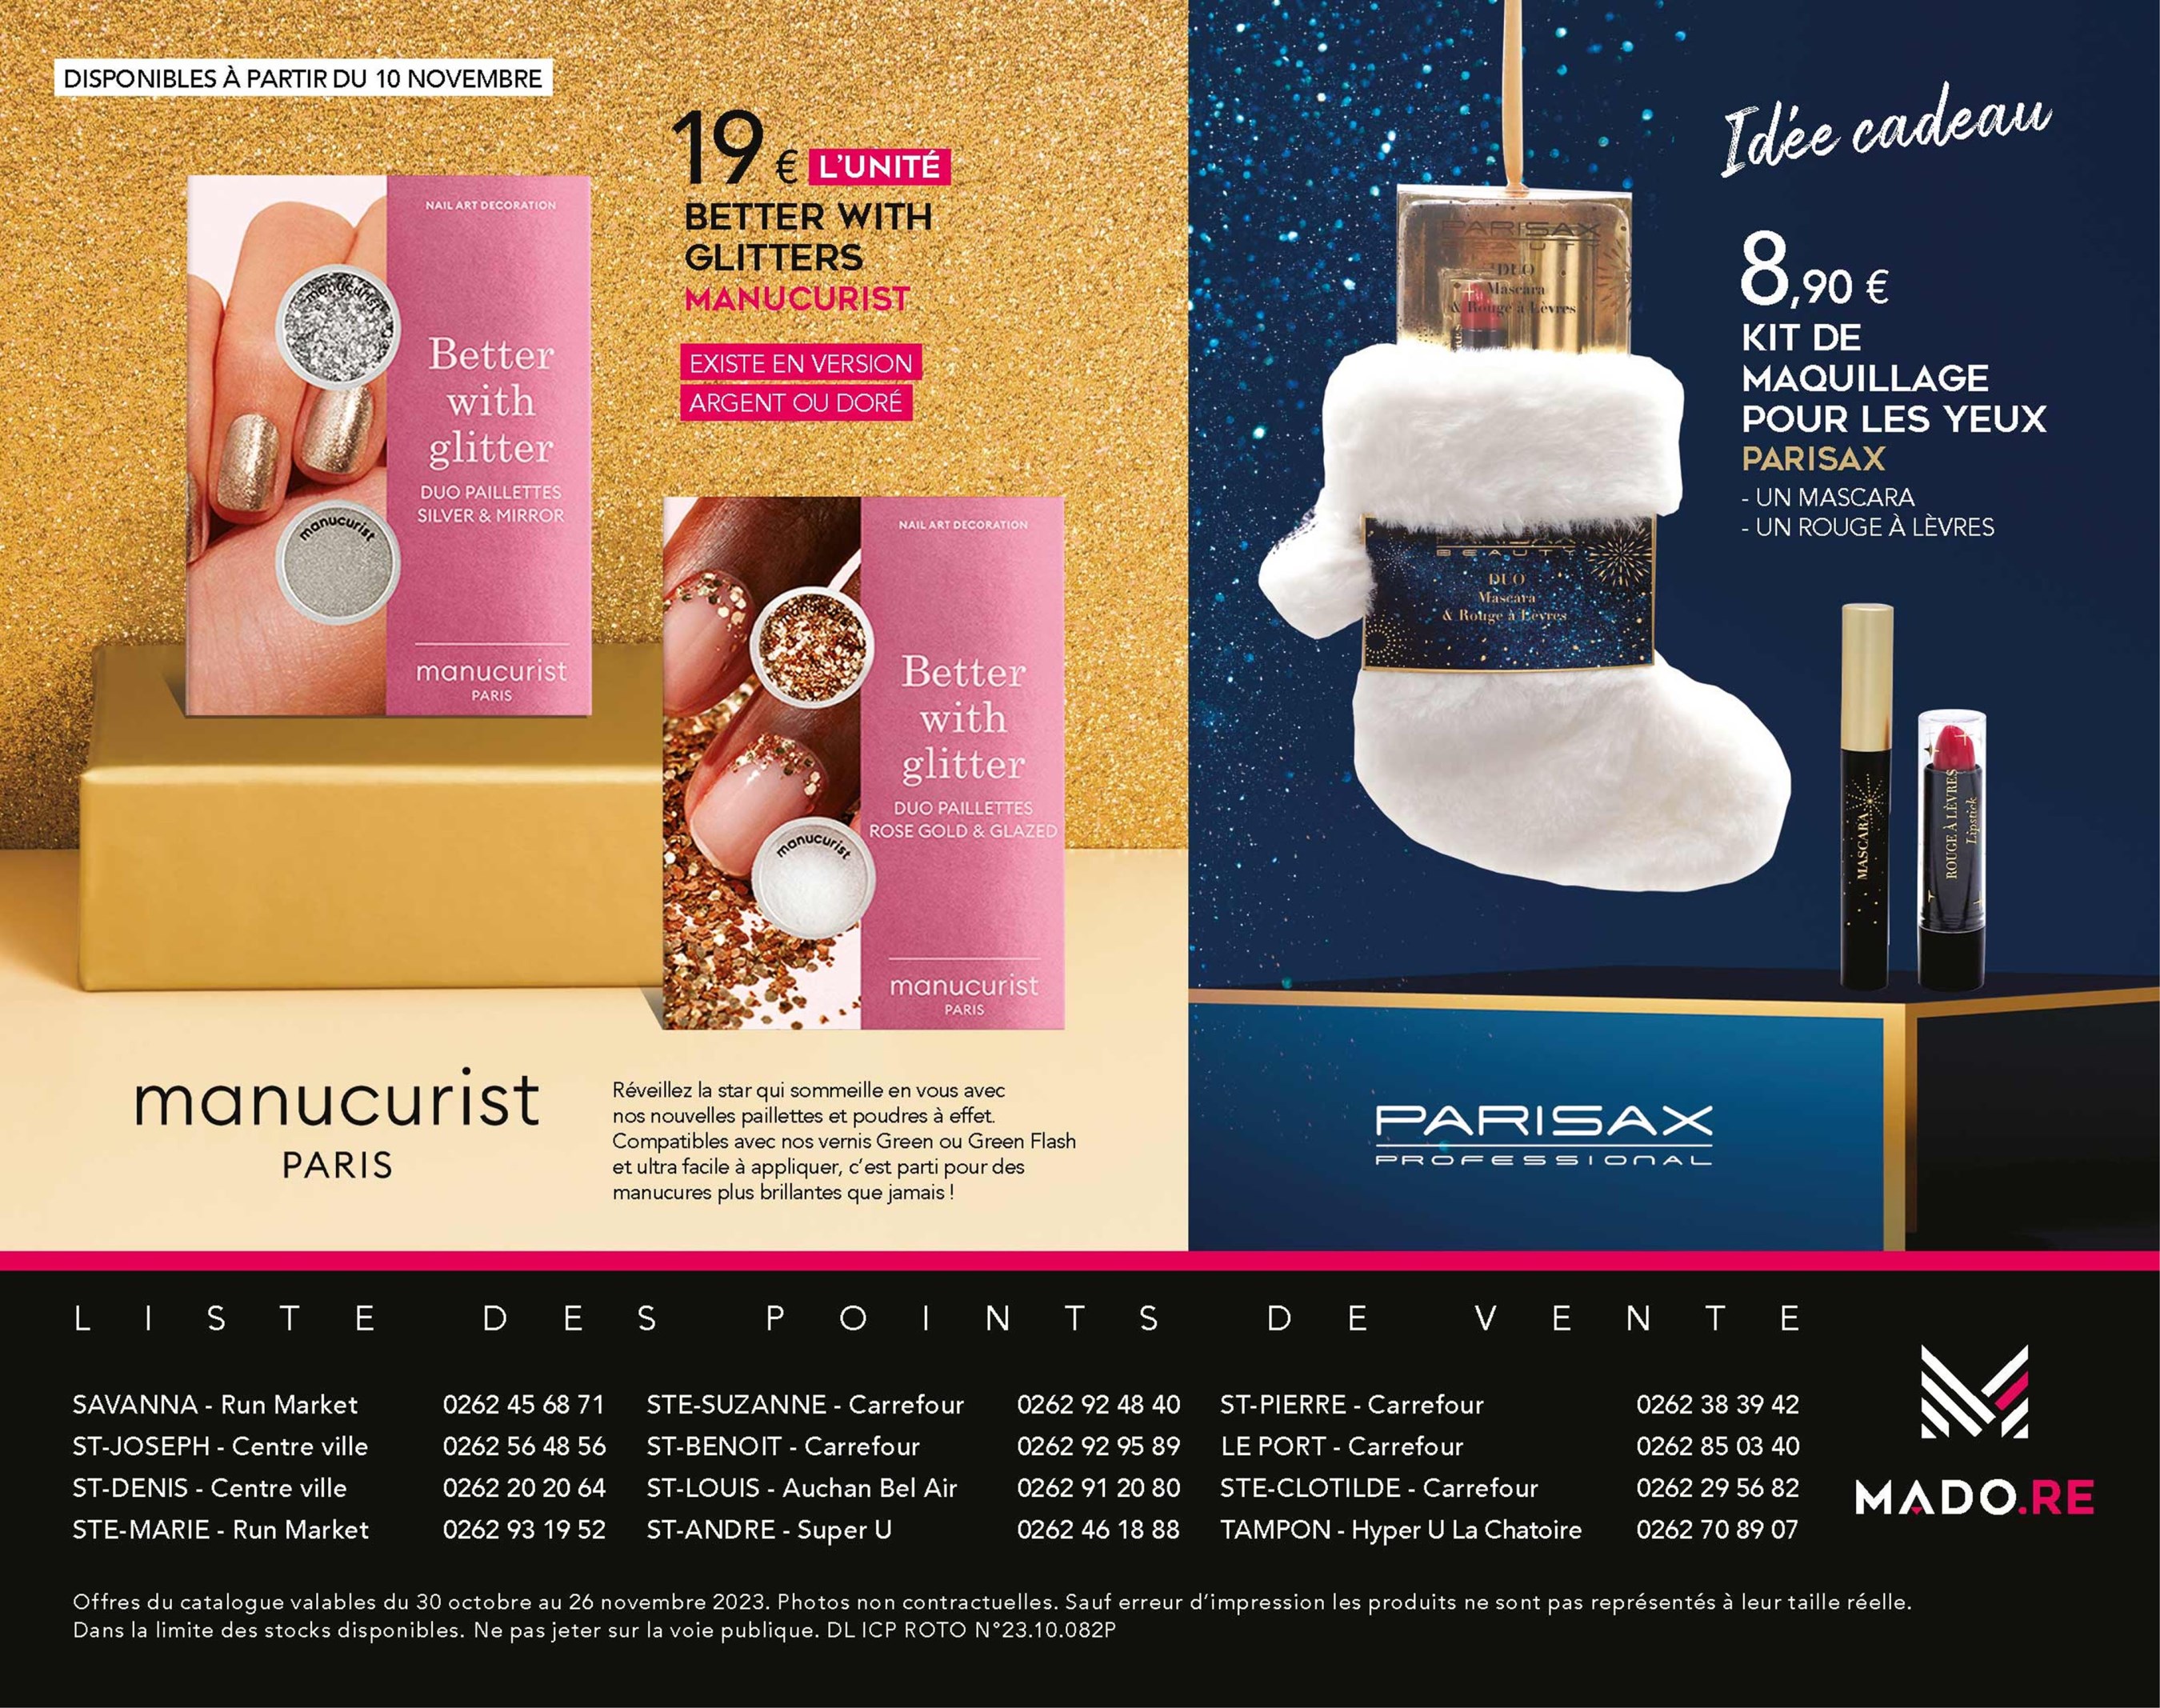 DISPONIBLES À PARTIR DU 10 NOVEMBRE
19 € L'UNITÉ
BETTER WITH
GLITTERS
MANUCURIST
EXISTE EN VERSION
ARGENT OU DORÉ
NAIL ART DECORATION
manucurist
Better
with
glitter
DUO PAILLETTES
SILVER & MIRROR
manucurist
manucurist
PARIS
NAIL ART DECORATION
Better
with
glitter
DUO PAILLETTES
ROSE GOLD & GLAZED
manucurist
manucurist
PARIS
manucurist
PARIS
Réveillez la star qui sommeille en vous avec
nos nouvelles paillettes et poudres à effet.
Compatibles avec nos vernis Green ou Green Flash
et ultra facile à appliquer, c'est parti pour des
manucures plus brillantes que jamais !
Idée cadeau
8,90 €
KIT DE
MAQUILLAGE
POUR LES YEUX
PARISAX
- UN MASCARA
- UN ROUGE À LÈVRES
PARISAX
DUO
Mascara
& Rouge à Lèvres
BEAUTY
DUO
Mascara
& Rouge à Lèvres
MASCARA
ROUGE À LÈVRES
Lipstick
PARISAX
PROFESSIONAL
LISTE DES POINTS DE VENTE
SAVANNA - Run Market 0262 45 68 71
ST-JOSEPH - Centre ville 0262 56 48 56
ST-DENIS - Centre ville 0262 20 20 64
STE-MARIE - Run Market 0262 93 19 52
STE-SUZANNE - Carrefour 0262 92 48 40
ST-BENOIT - Carrefour 0262 92 95 89
ST-LOUIS - Auchan Bel Air 0262 91 20 80
ST-ANDRE - Super U 0262 46 18 88
ST-PIERRE - Carrefour 0262 38 39 42
LE PORT - Carrefour 0262 85 03 40
STE-CLOTILDE - Carrefour 0262 29 56 82
TAMPON - Hyper U La Chatoire 0262 70 89 07
MADO.RE
Offres du catalogue valables du 30 octobre au 26 novembre 2023. Photos non contractuelles. Sauf erreur d'impression les produits ne sont pas représentés à leur taille réelle.
Dans la limite des stocks disponibles. Ne pas jeter sur la voie publique. DL ICP ROTO N°23.10.082P